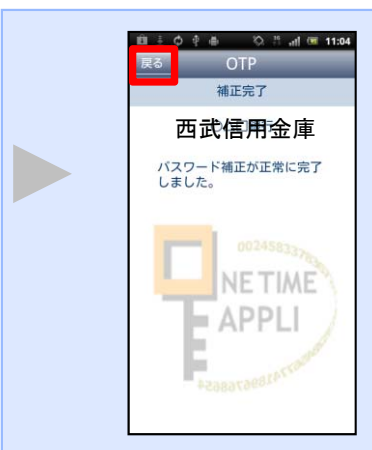 11:04
戻る OTP
補正完了
西武信用金庫
パスワード補正が正常に完了
しました。
NE TIME
APPLI